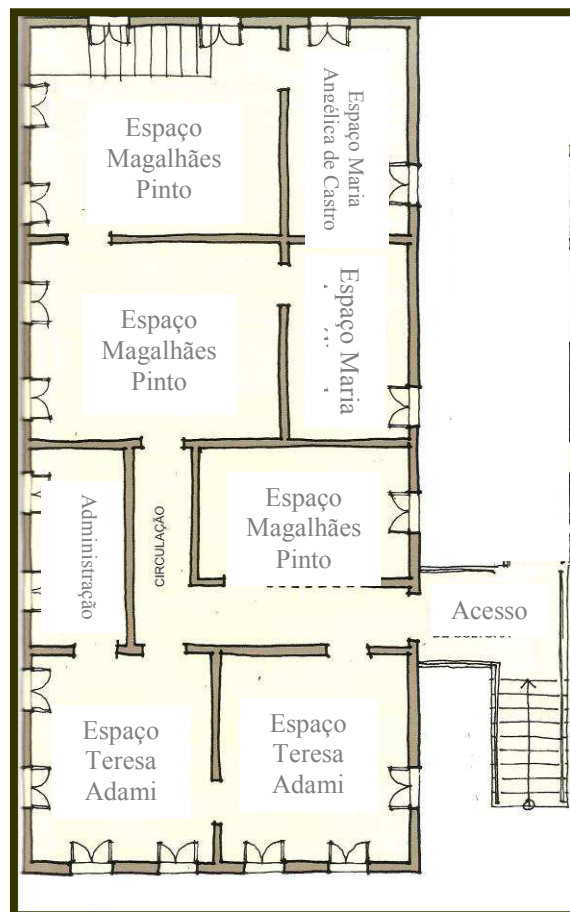 Espaço
Magalhães
Pinto
Espaço Maria
Angélica de Castro
Espaço
Magalhães
Pinto
Espaço Maria
Administração
CIRCULAÇÃO
Espaço
Magalhães
Pinto
Acesso
Espaço
Teresa
Adami
Espaço
Teresa
Adami